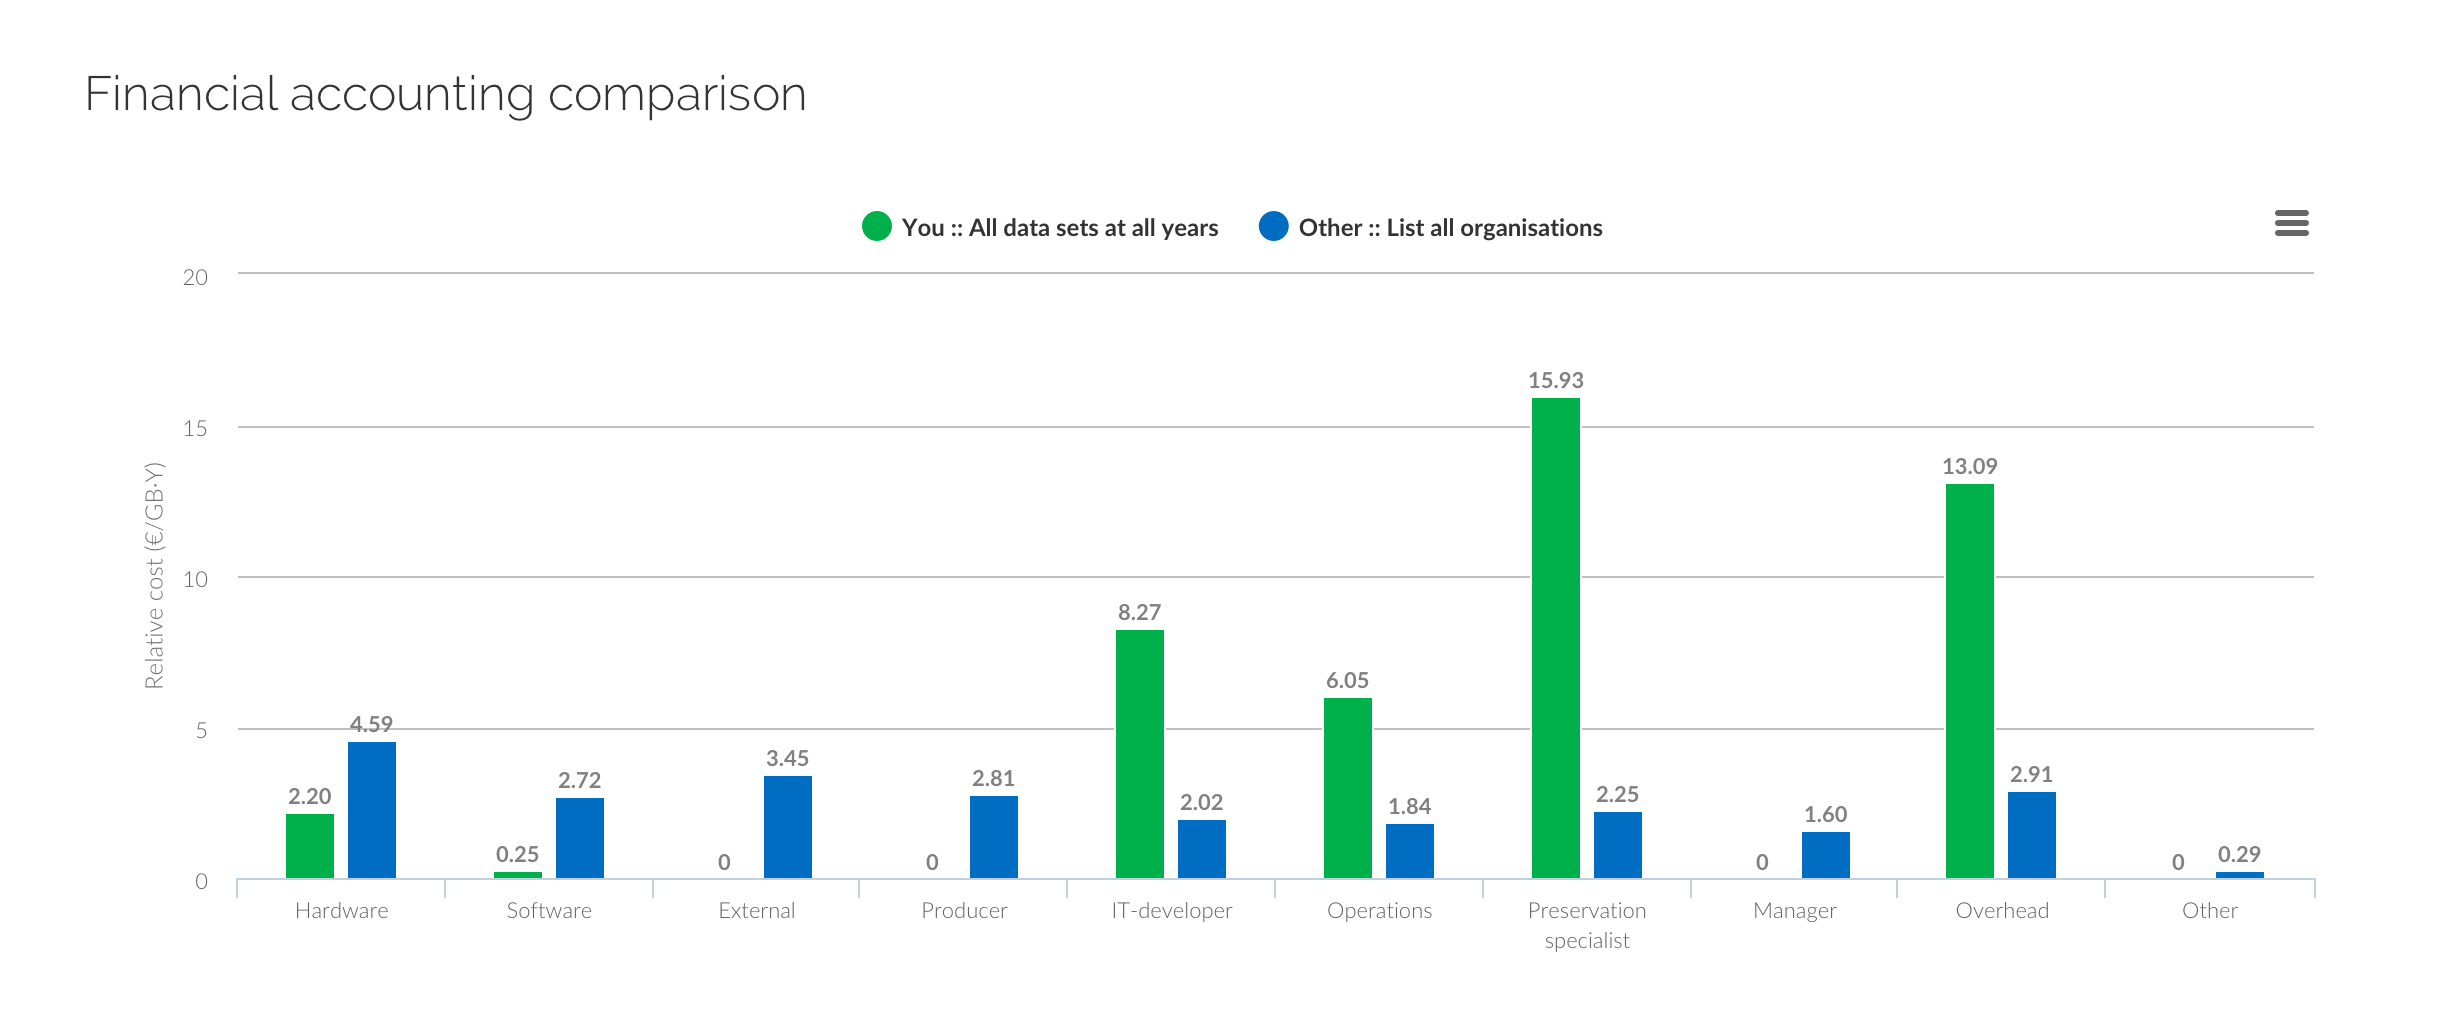 Financial accounting comparison
You :: All data sets at all years
Other :: List all organisations
Relative cost (€/GB·Y)
20
15
10
5
0
2.20
4.59
0.25
2.72
0
3.45
0
2.81
8.27
2.02
6.05
1.84
15.93
2.25
0
1.60
13.09
2.91
0
0.29
Hardware
Software
External
Producer
IT-developer
Operations
Preservation
specialist
Manager
Overhead
Other